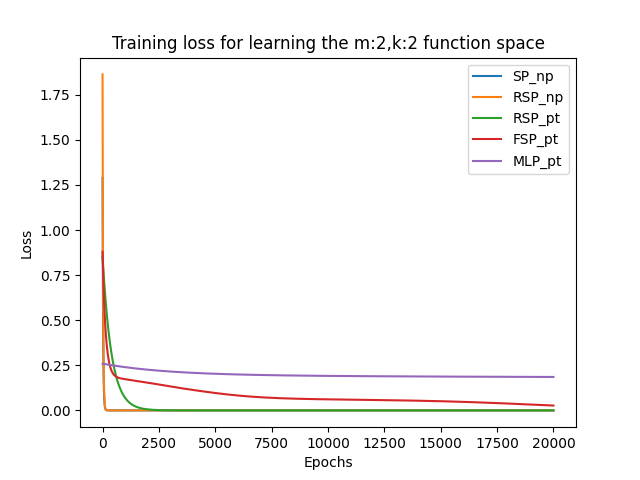 Training loss for learning the m:2,k:2 function space
SP_np
RSP_np
RSP_pt
FSP_pt
MLP_pt
Loss
1.75
1.50
1.25
1.00
0.75
0.50
0.25
0.00
0 2500 5000 7500 10000 12500 15000 17500 20000
Epochs